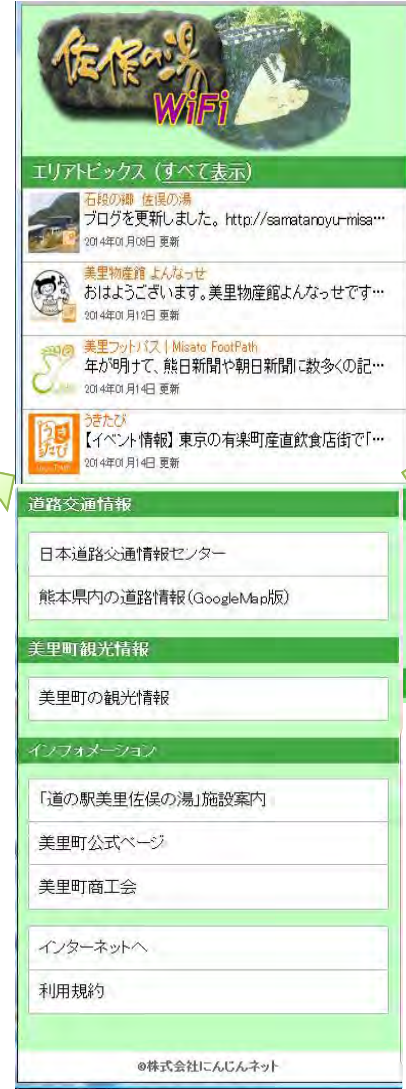 佐俣の湯
WiFi
エリアトピックス (すべて表示)
石段の郷 佐俣の湯
ブログを更新しました。http://samatanoyu-misa…
2014年01月09日 更新
美里物産館 よんなっせ
おはようございます。美里物産館よんなっせです…
2014年01月12日 更新
美里フットパス | Misato FootPath
年が明けて、熊日新聞や朝日新聞に数多くの記…
2014年01月14日 更新
うきたび
うきたび
【イベント情報】東京の有楽町産直飲食店街で「…
2014年01月14日 更新
道路交通情報
日本道路交通情報センター
熊本県内の道路情報(GoogleMap版)
美里町観光情報
美里町の観光情報
インフォメーション
「道の駅美里佐俣の湯」施設案内
美里町公式ページ
美里町商工会
インターネットへ
利用規約
©株式会社にんじんネット